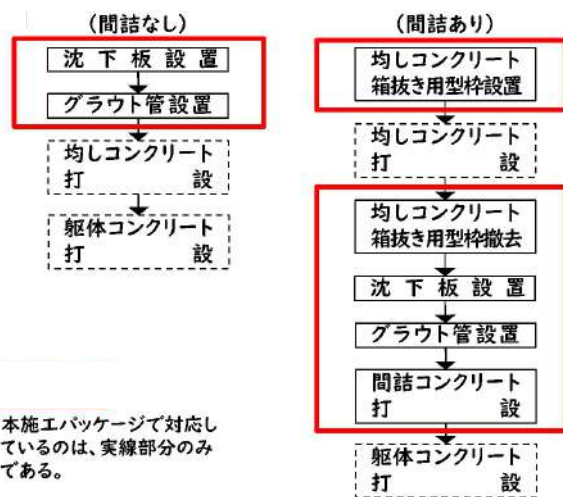 (間詰なし)
沈下板設置
グラウト管設置
均しコンクリート
打設
躯体コンクリート
打設
本施工パッケージで対応し
ているのは、実線部分のみ
である。
(間詰あり)
均しコンクリート
箱抜き用型枠設置
均しコンクリート
打設
均しコンクリート
箱抜き用型枠撤去
沈下板設置
グラウト管設置
間詰コンクリート
打設
躯体コンクリート
打設